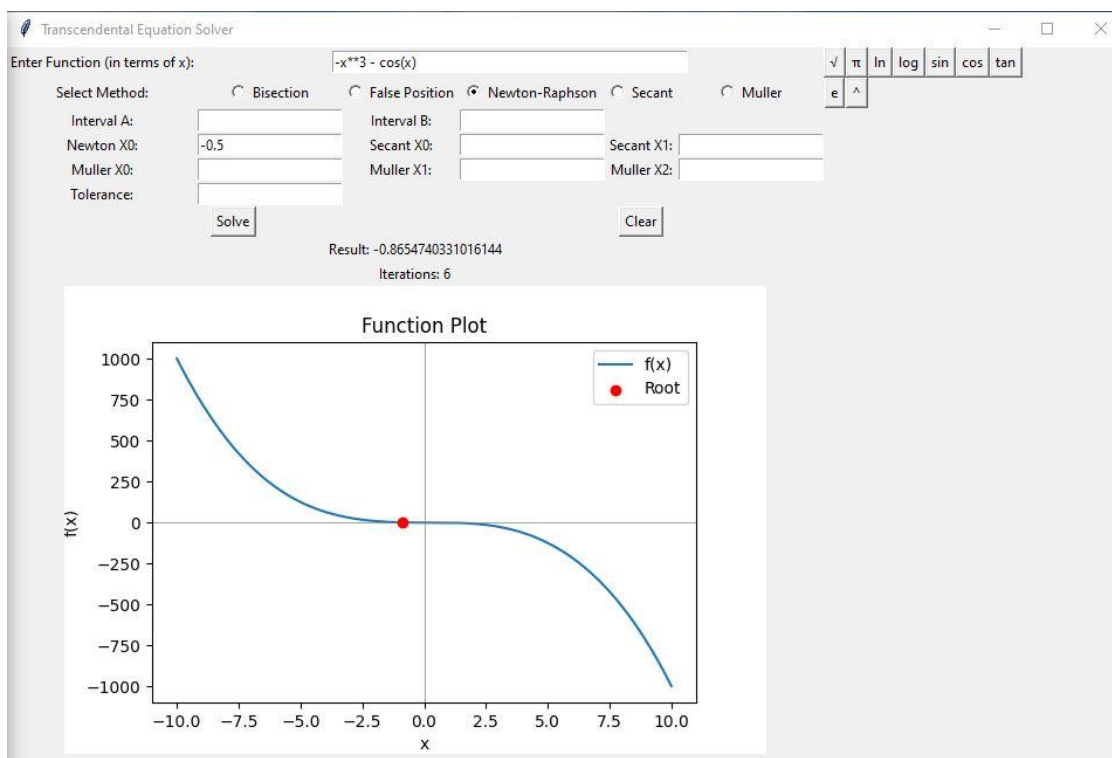 Transcendental Equation Solver
Enter Function (in terms of x): -x**3 - cos(x) √ π ln log sin cos tan
Select Method: Bisection False Position Newton-Raphson Secant Muller e ^
Interval A: Interval B:
Newton X0: -0.5 Secant X0: Secant X1:
Muller X0: Muller X1: Muller X2:
Tolerance:
Solve Clear
Result: -0.8654740331016144
Iterations: 6
Function Plot
f(x)
Root
1000
750
500
250
0
−250
−500
−750
−1000
f(x)
−10.0 −7.5 −5.0 −2.5 0.0 2.5 5.0 7.5 10.0
x